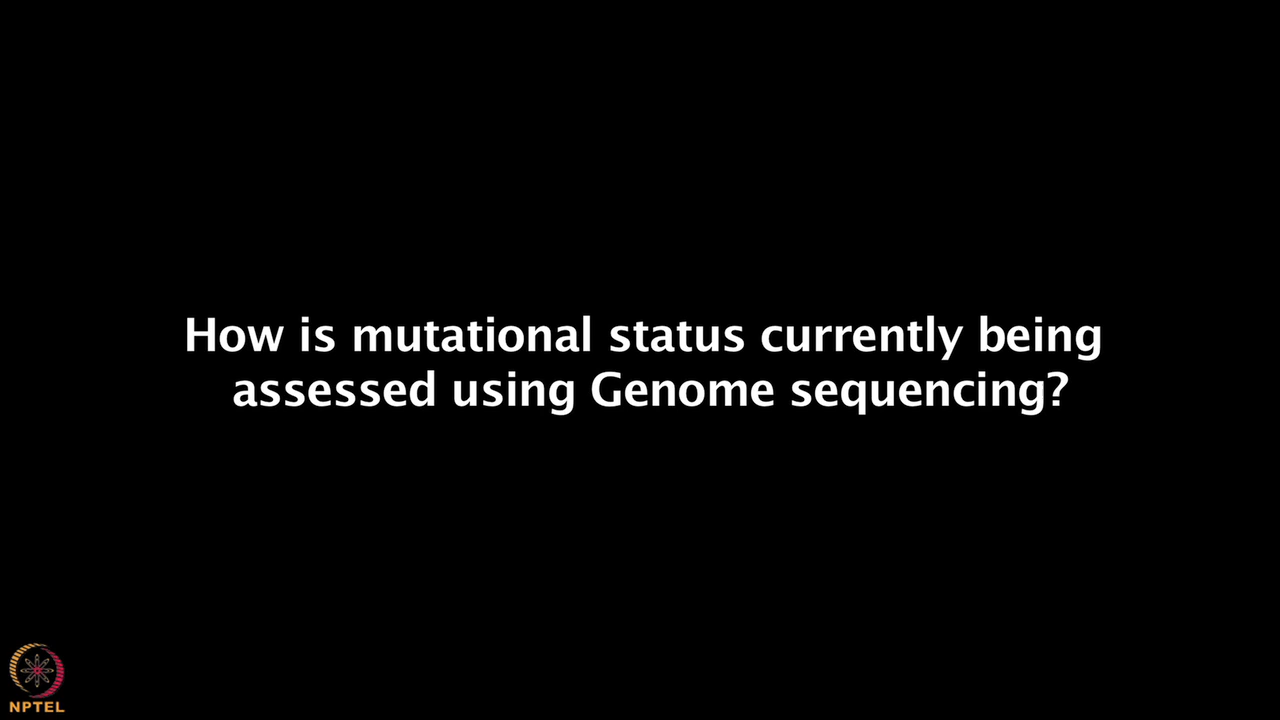 How is mutational status currently being
assessed using Genome sequencing?
NPTEL